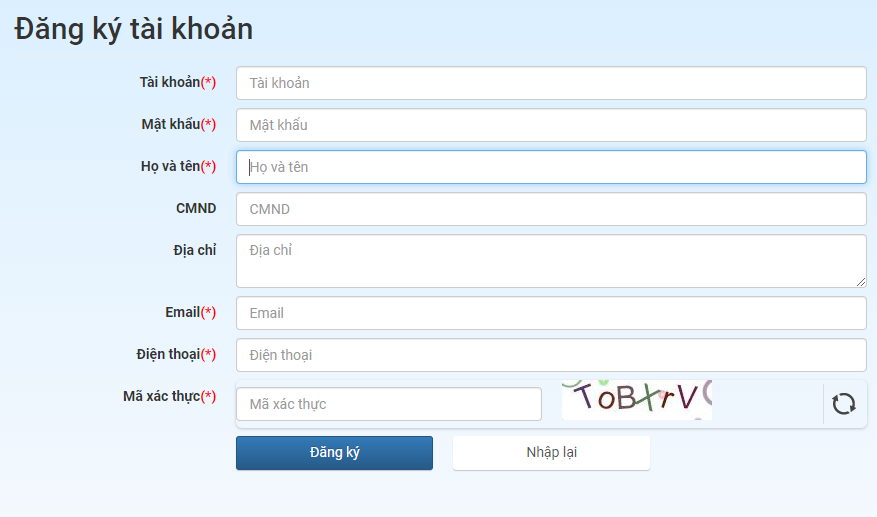 Đăng ký tài khoản
Tài khoản(*) Tài khoản
Mật khẩu(*) Mật khẩu
Họ và tên(*) Họ và tên
CMND CMND
Địa chỉ Địa chỉ
Email(*) Email
Điện thoại(*) Điện thoại
Mã xác thực(*) Mã xác thực ToBXrV
Đăng ký Nhập lại